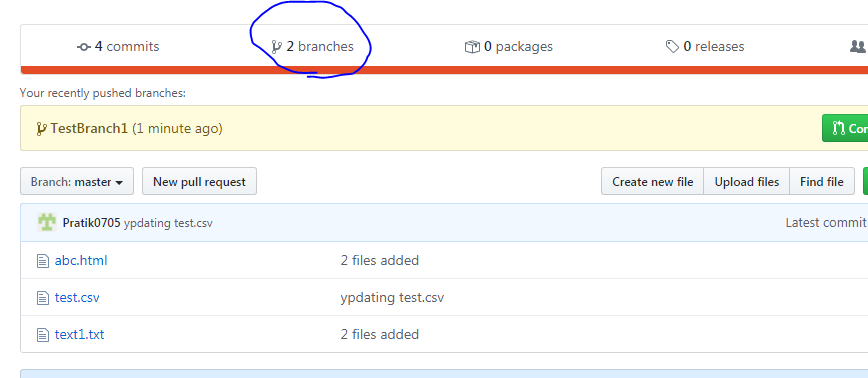 4 commits 2 branches 0 packages 0 releases
Your recently pushed branches:
TestBranch1 (1 minute ago) Co
Branch: master New pull request Create new file Upload files Find file
Pratik0705 ypdating test.csv Latest commit
abc.html 2 files added
test.csv ypdating test.csv
text1.txt 2 files added